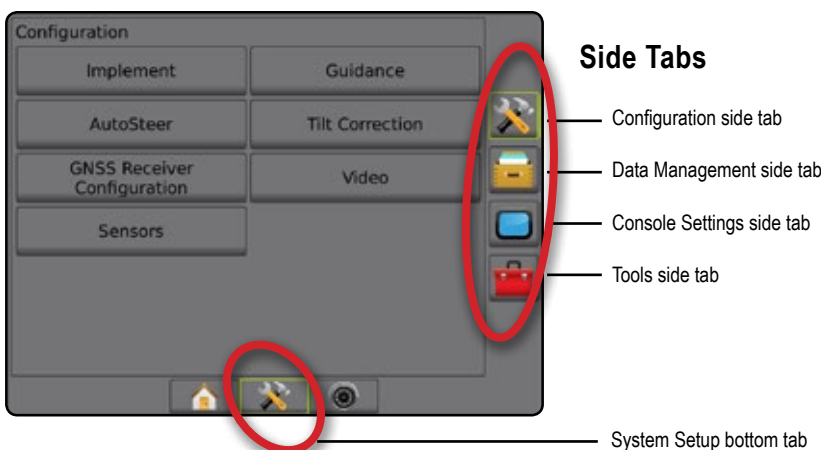 Configuration
Implement
Guidance
AutoSteer
Tilt Correction
GNSS Receiver
Configuration
Video
Sensors
Side Tabs
Configuration side tab
Data Management side tab
Console Settings side tab
Tools side tab
System Setup bottom tab